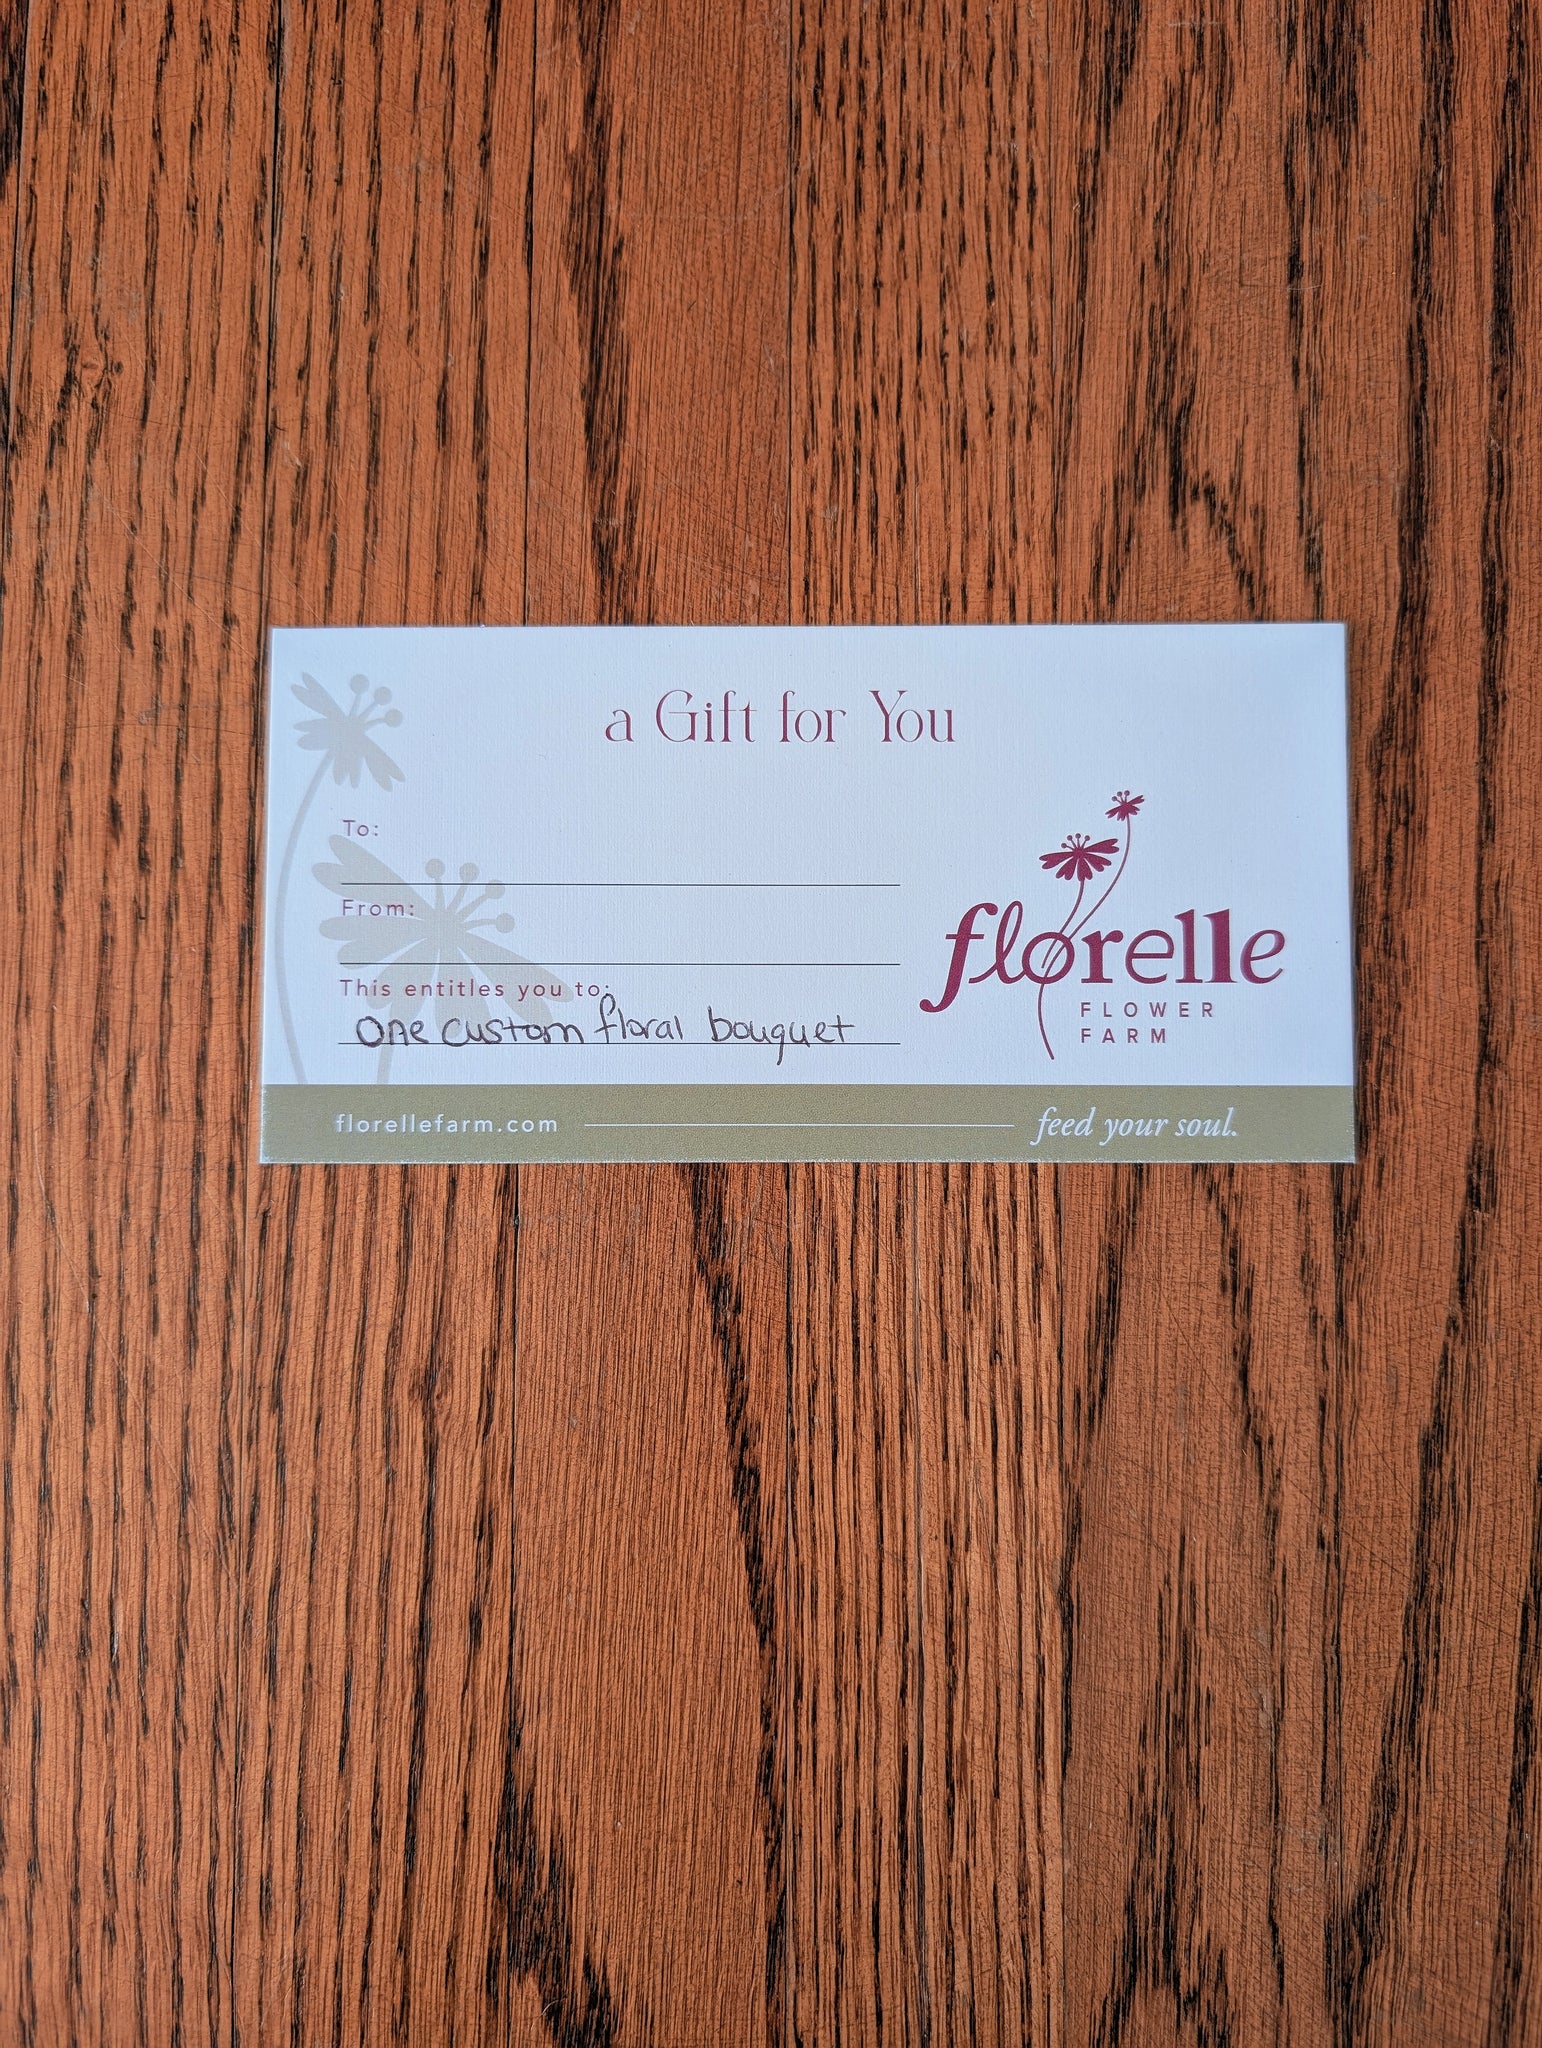 a Gift for You
To:
From:
This entitles you to:
One custom floral bouquet
florelle
FLOWER
FARM
florellefarm.com
feed your soul.